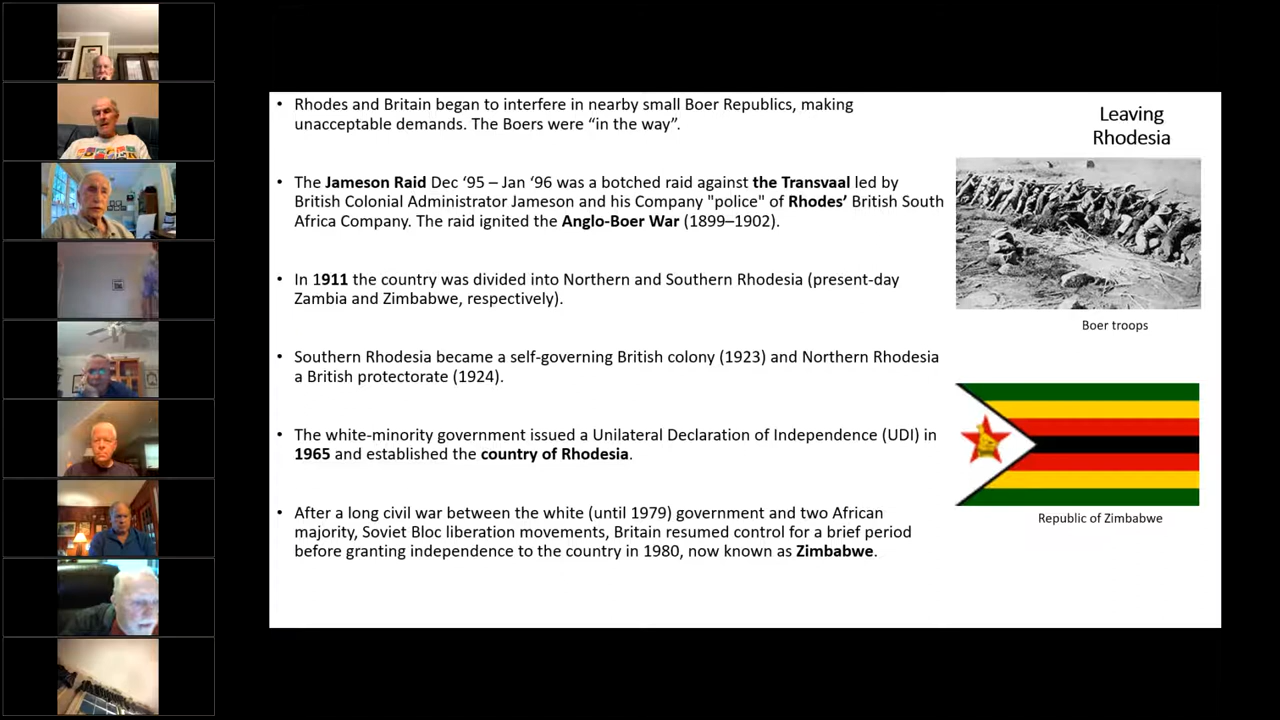 • Rhodes and Britain began to interfere in nearby small Boer Republics, making
unacceptable demands. The Boers were “in the way”.
• The Jameson Raid Dec ‘95 – Jan ‘96 was a botched raid against the Transvaal led by
British Colonial Administrator Jameson and his Company "police" of Rhodes’ British South
Africa Company. The raid ignited the Anglo-Boer War (1899–1902).
• In 1911 the country was divided into Northern and Southern Rhodesia (present-day
Zambia and Zimbabwe, respectively).
• Southern Rhodesia became a self-governing British colony (1923) and Northern Rhodesia
a British protectorate (1924).
• The white-minority government issued a Unilateral Declaration of Independence (UDI) in
1965 and established the country of Rhodesia.
• After a long civil war between the white (until 1979) government and two African
majority, Soviet Bloc liberation movements, Britain resumed control for a brief period
before granting independence to the country in 1980, now known as Zimbabwe.
Leaving
Rhodesia
Boer troops
Republic of Zimbabwe